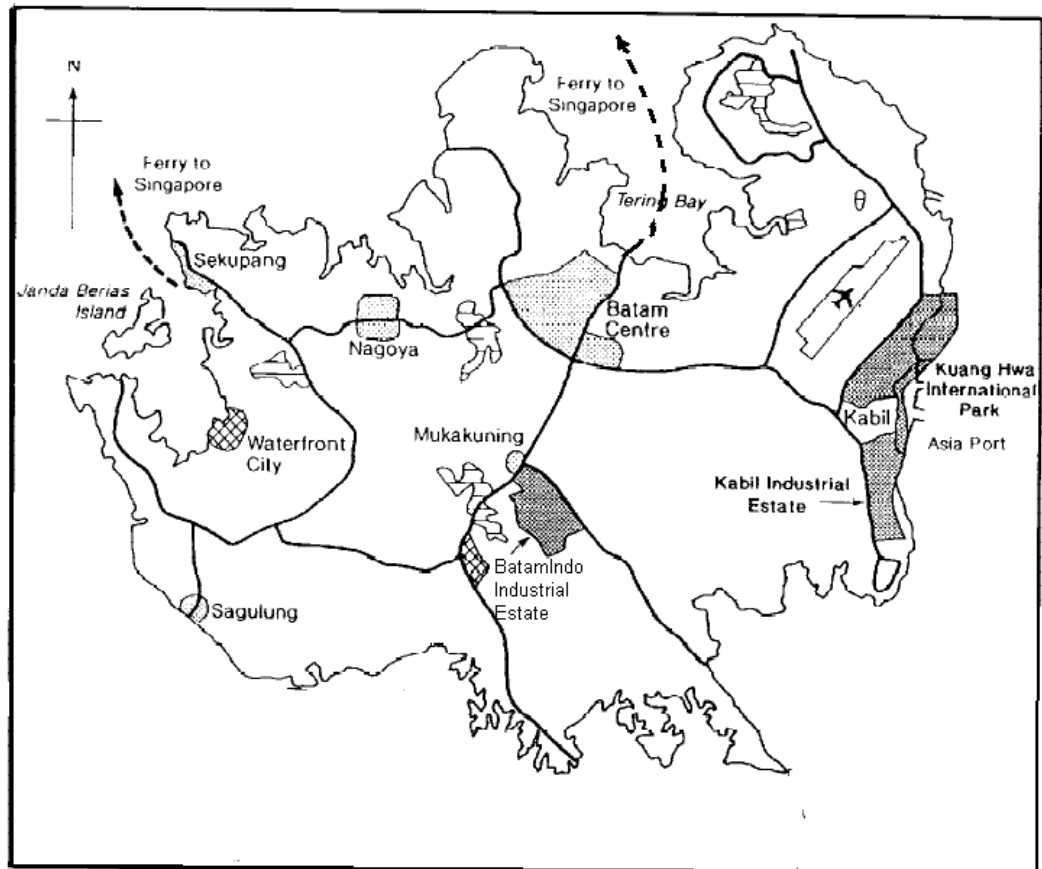 N
Ferry to
Singapore
Ferry to
Singapore
Tering Bay
Sekupang
Janda Berias
Island
Nagoya
Batam
Centre
Kuang Hwa
International
Park
Kabil
Asia Port
Mukakuning
Waterfront
City
Kabil Industrial
Estate
BatamIndo
Industrial
Estate
Sagulung